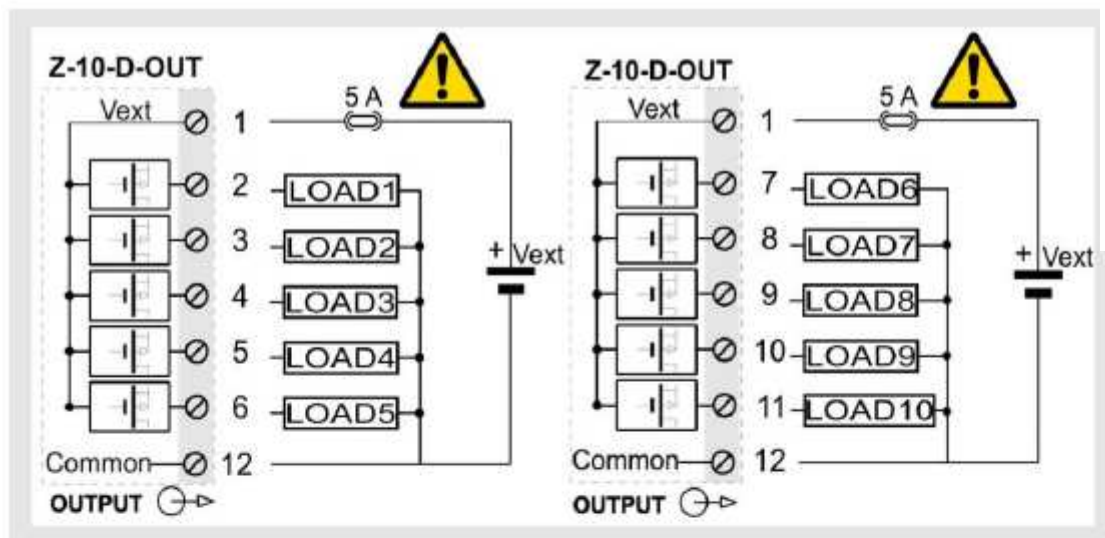 Z-10-D-OUT
Vext
1
5 A
2
LOAD1
3
LOAD2
+ Vext
4
LOAD3
5
LOAD4
6
LOAD5
Common
12
OUTPUT
Z-10-D-OUT
Vext
1
5 A
7
LOAD6
8
LOAD7
+ Vext
9
LOAD8
10
LOAD9
11
LOAD10
Common
12
OUTPUT